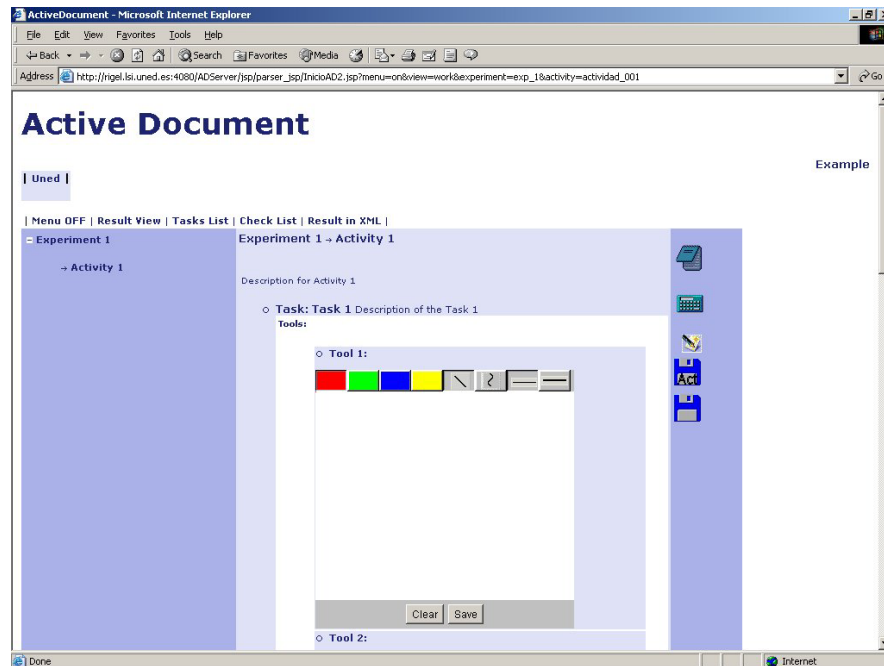 ActiveDocument - Microsoft Internet Explorer
File Edit View Favorites Tools Help
Back Search Favorites Media
Address http://rigel.lsi.uned.es:4080/ADServer/jsp/parser_jsp/InicioAD2.jsp?menu=on&view=work&experiment=exp_1&activity=actividad_001 Go
Active Document
Example
| Uned |
| Menu OFF | Result View | Tasks List | Check List | Result in XML |
Experiment 1
Experiment 1 → Activity 1
→ Activity 1
Description for Activity 1
Task: Task 1 Description of the Task 1
Tools:
Tool 1:
Act
Clear Save
Tool 2:
Done Internet